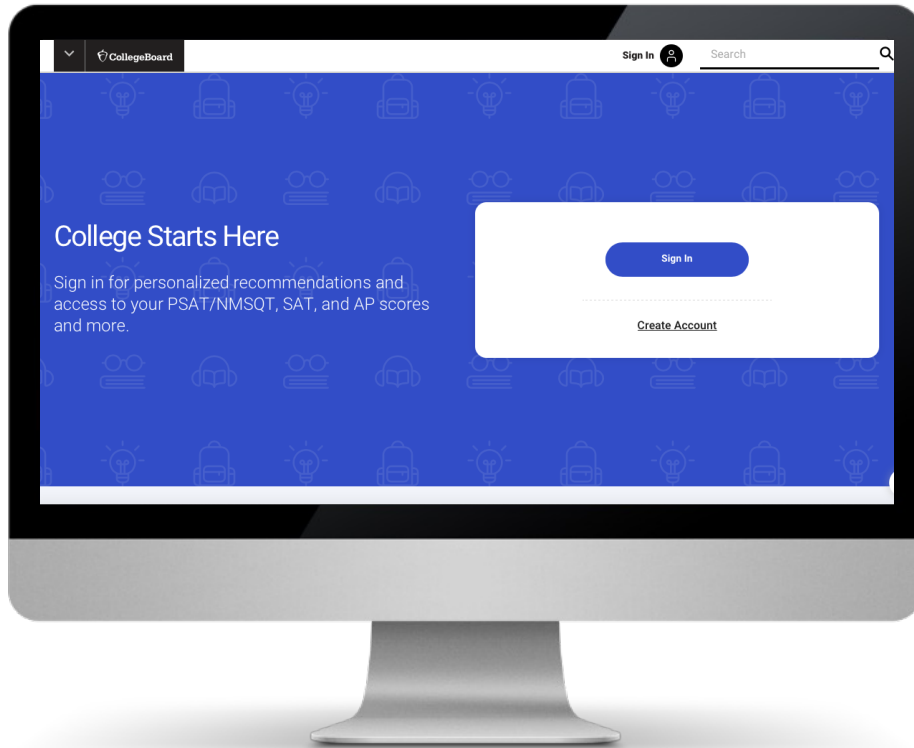 CollegeBoard
Sign In
Search
College Starts Here
Sign in for personalized recommendations and
access to your PSAT/NMSQT, SAT, and AP scores
and more.
Sign In
Create Account